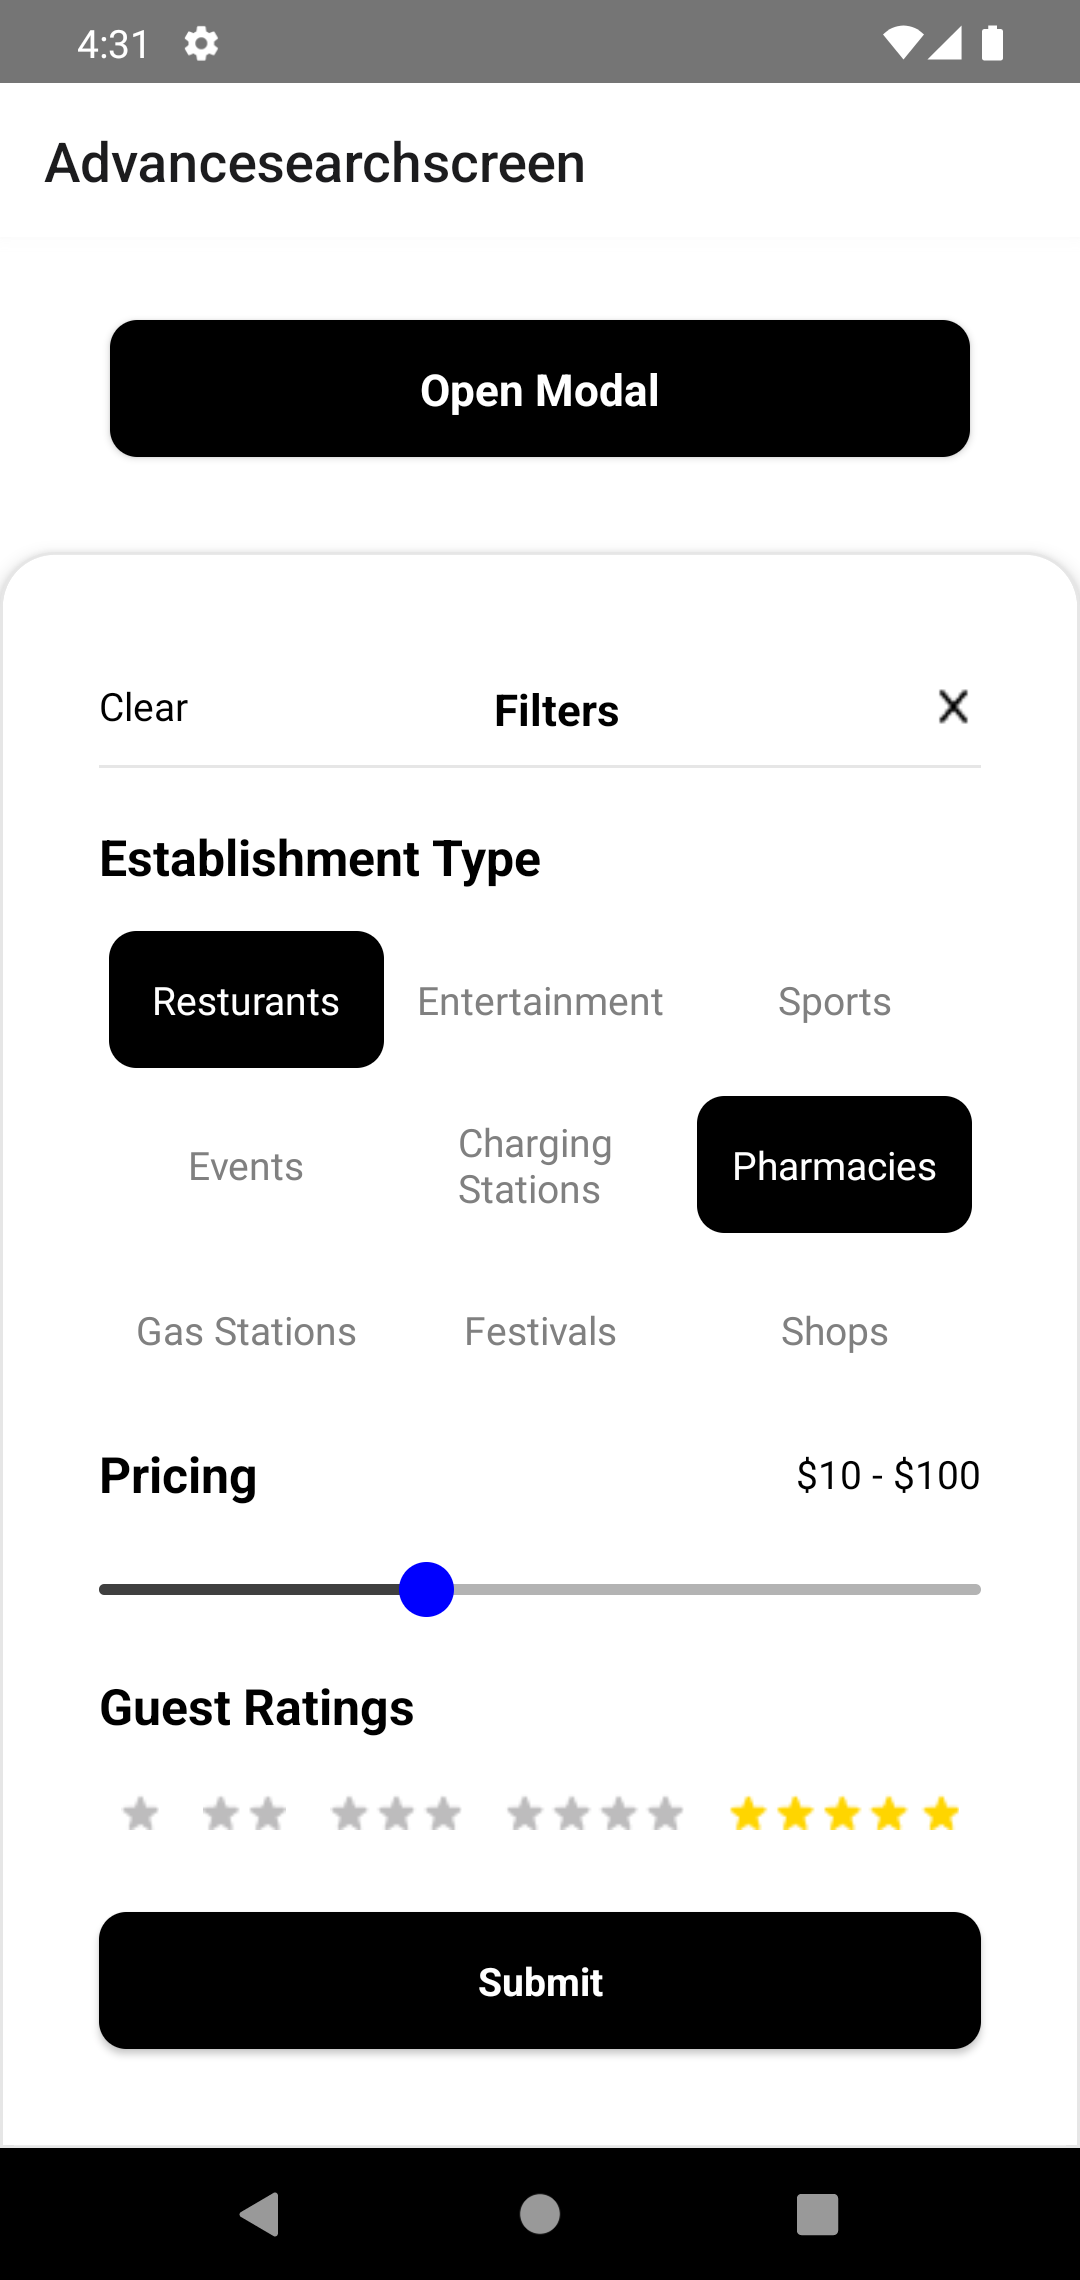 4:31
Advancesearchscreen
Open Modal
Clear
Filters
X
Establishment Type
Resturants
Entertainment
Sports
Events
Charging
Stations
Pharmacies
Gas Stations
Festivals
Shops
Pricing
$10 - $100
Guest Ratings
Submit